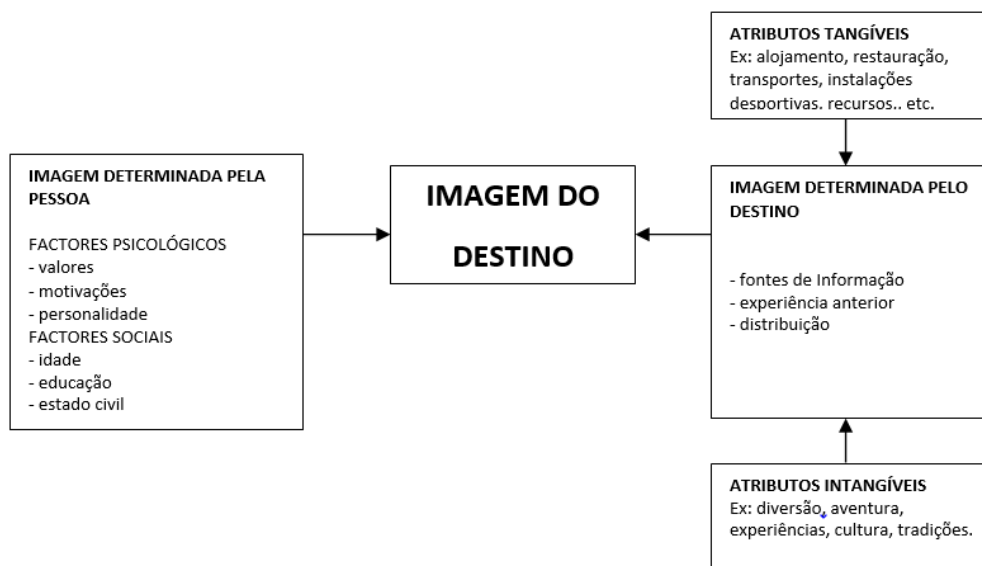 ATRIBUTOS TANGÍVEIS
Ex: alojamento, restauração,
transportes, instalações
desportivas, recursos., etc.
IMAGEM DETERMINADA PELA
PESSOA
FACTORES PSICOLÓGICOS
- valores
- motivações
- personalidade
FACTORES SOCIAIS
- idade
- educação
- estado civil
IMAGEM DO
DESTINO
IMAGEM DETERMINADA PELO
DESTINO
- fontes de Informação
- experiência anterior
- distribuição
ATRIBUTOS INTANGÍVEIS
Ex: diversão, aventura,
experiências, cultura, tradições.